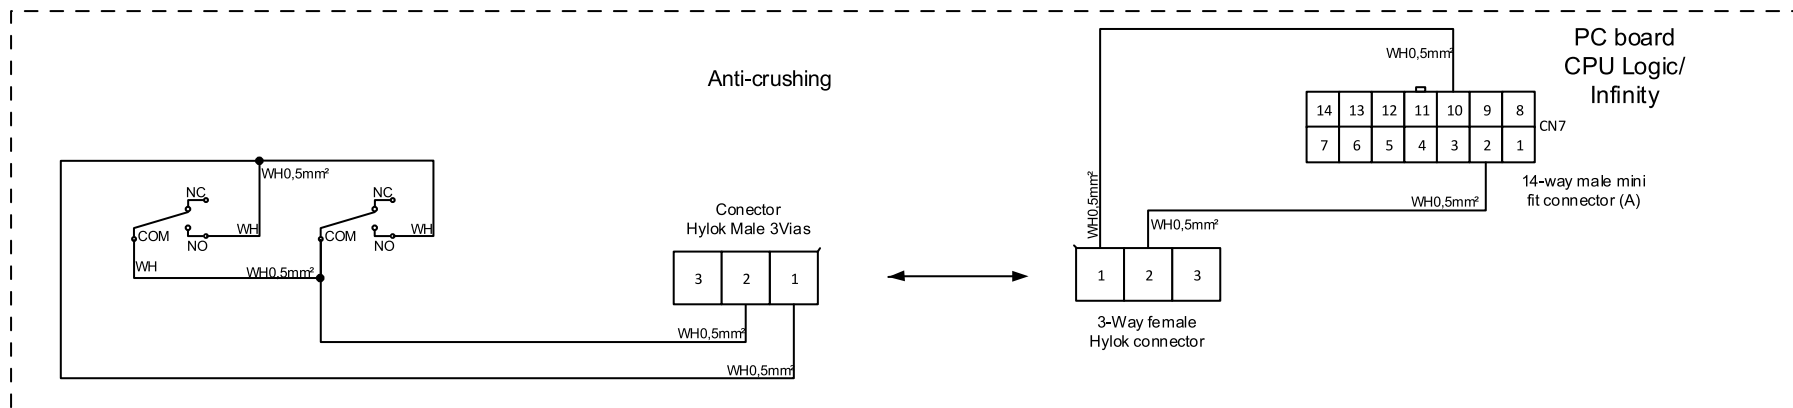 Anti-crushing
PC board
CPU Logic/
Infinity
WH0,5mm²
14 13 12 11 10 9 8
7 6 5 4 3 2 1
CN7
14-way male mini
fit connector (A)
WH0,5mm²
WH0,5mm²
WH0,5mm²
1 2 3
3-Way female
Hylok connector
WH0,5mm²
NC
COM
NO
WH
WH
NC
COM
NO
WH
WH0,5mm²
Conector
Hylok Male 3Vias
3 2 1
WH0,5mm²
WH0,5mm²